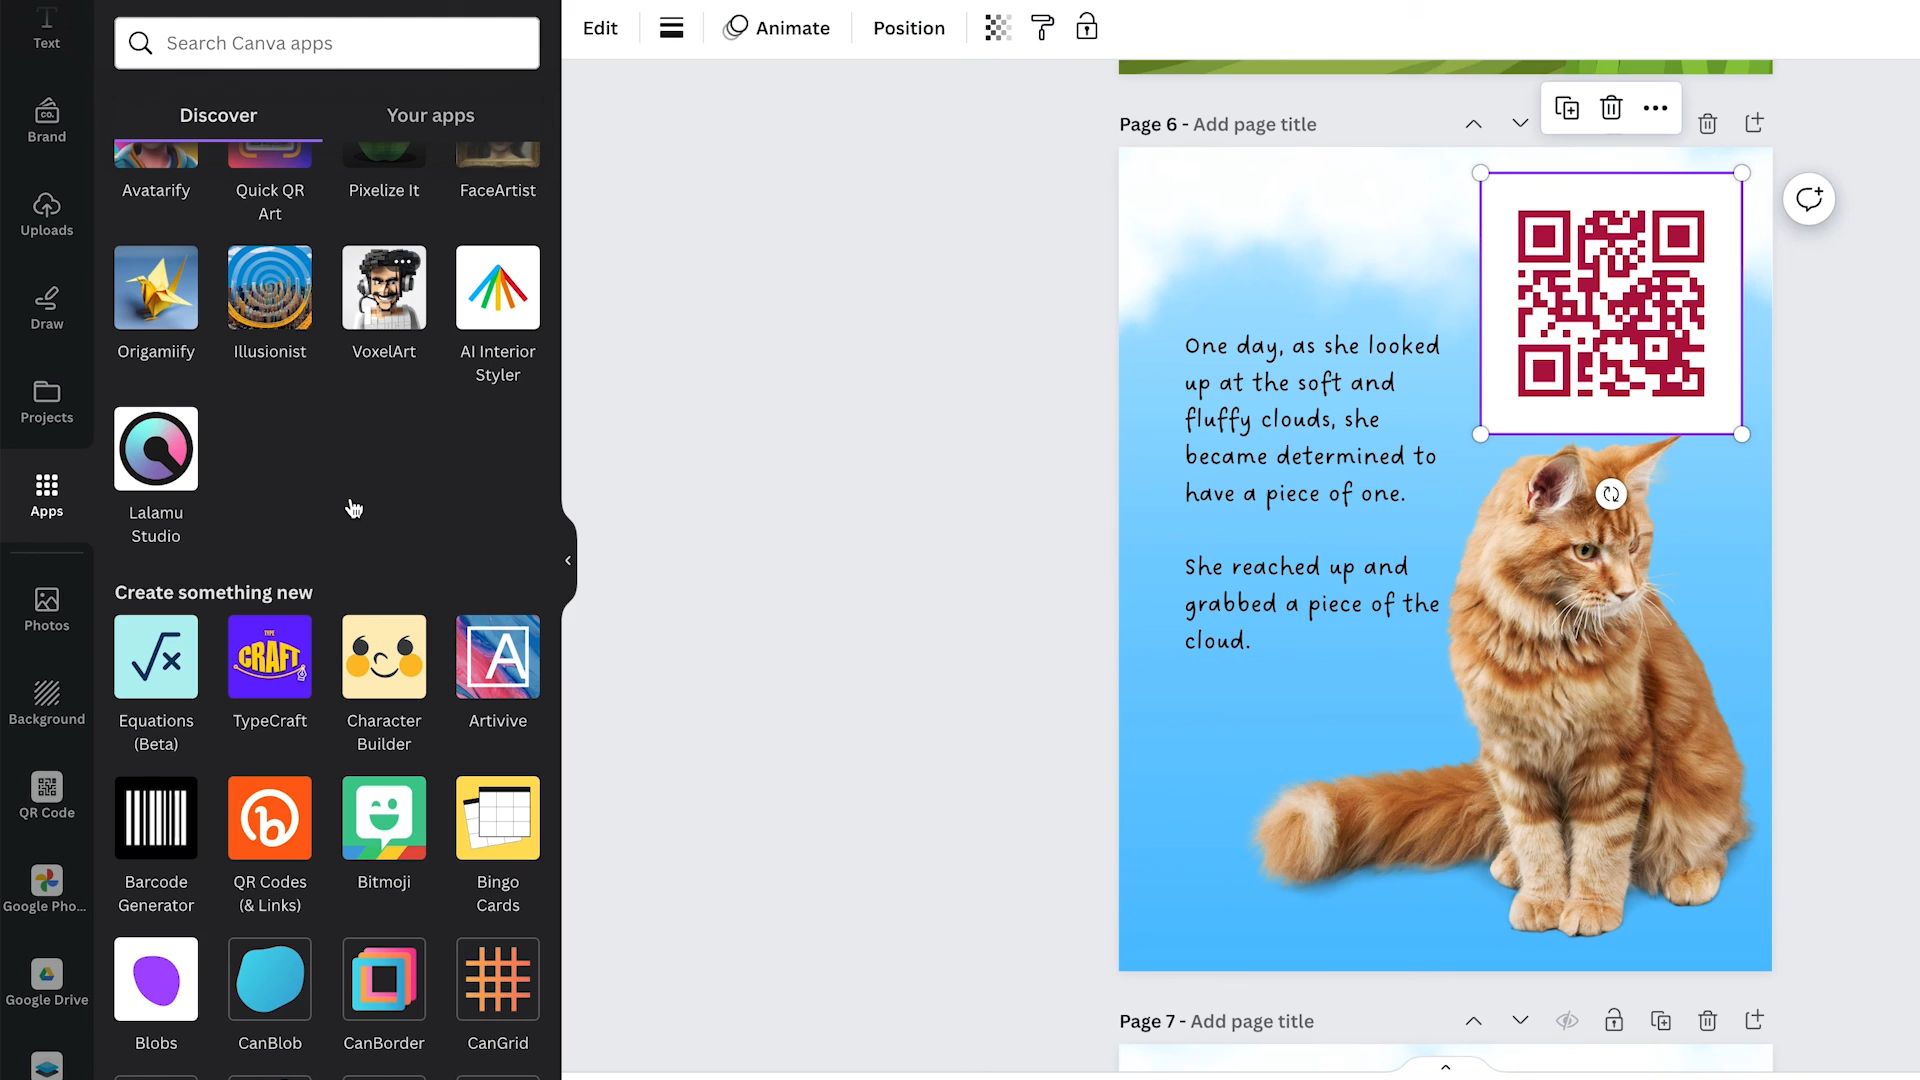 Text
Brand
Uploads
Draw
Projects
Apps
Photos
Background
QR Code
Google Pho...
Google Drive
Search Canva apps
Discover
Your apps
Avatarify
Quick QR
Art
Pixelize It
FaceArtist
Origamiify
Illusionist
VoxelArt
AI Interior
Styler
Lalamu
Studio
Create something new
TYPE
CRAFT
A
Equations
(Beta)
TypeCraft
Character
Builder
Artivive
Barcode
Generator
QR Codes
(& Links)
Bitmoji
Bingo
Cards
Blobs
CanBlob
CanBorder
CanGrid
Edit
Animate
Position
Page 6 - Add page title
One day, as she looked
up at the soft and
fluffy clouds, she
became determined to
have a piece of one.
She reached up and
grabbed a piece of the
cloud.
Page 7 - Add page title